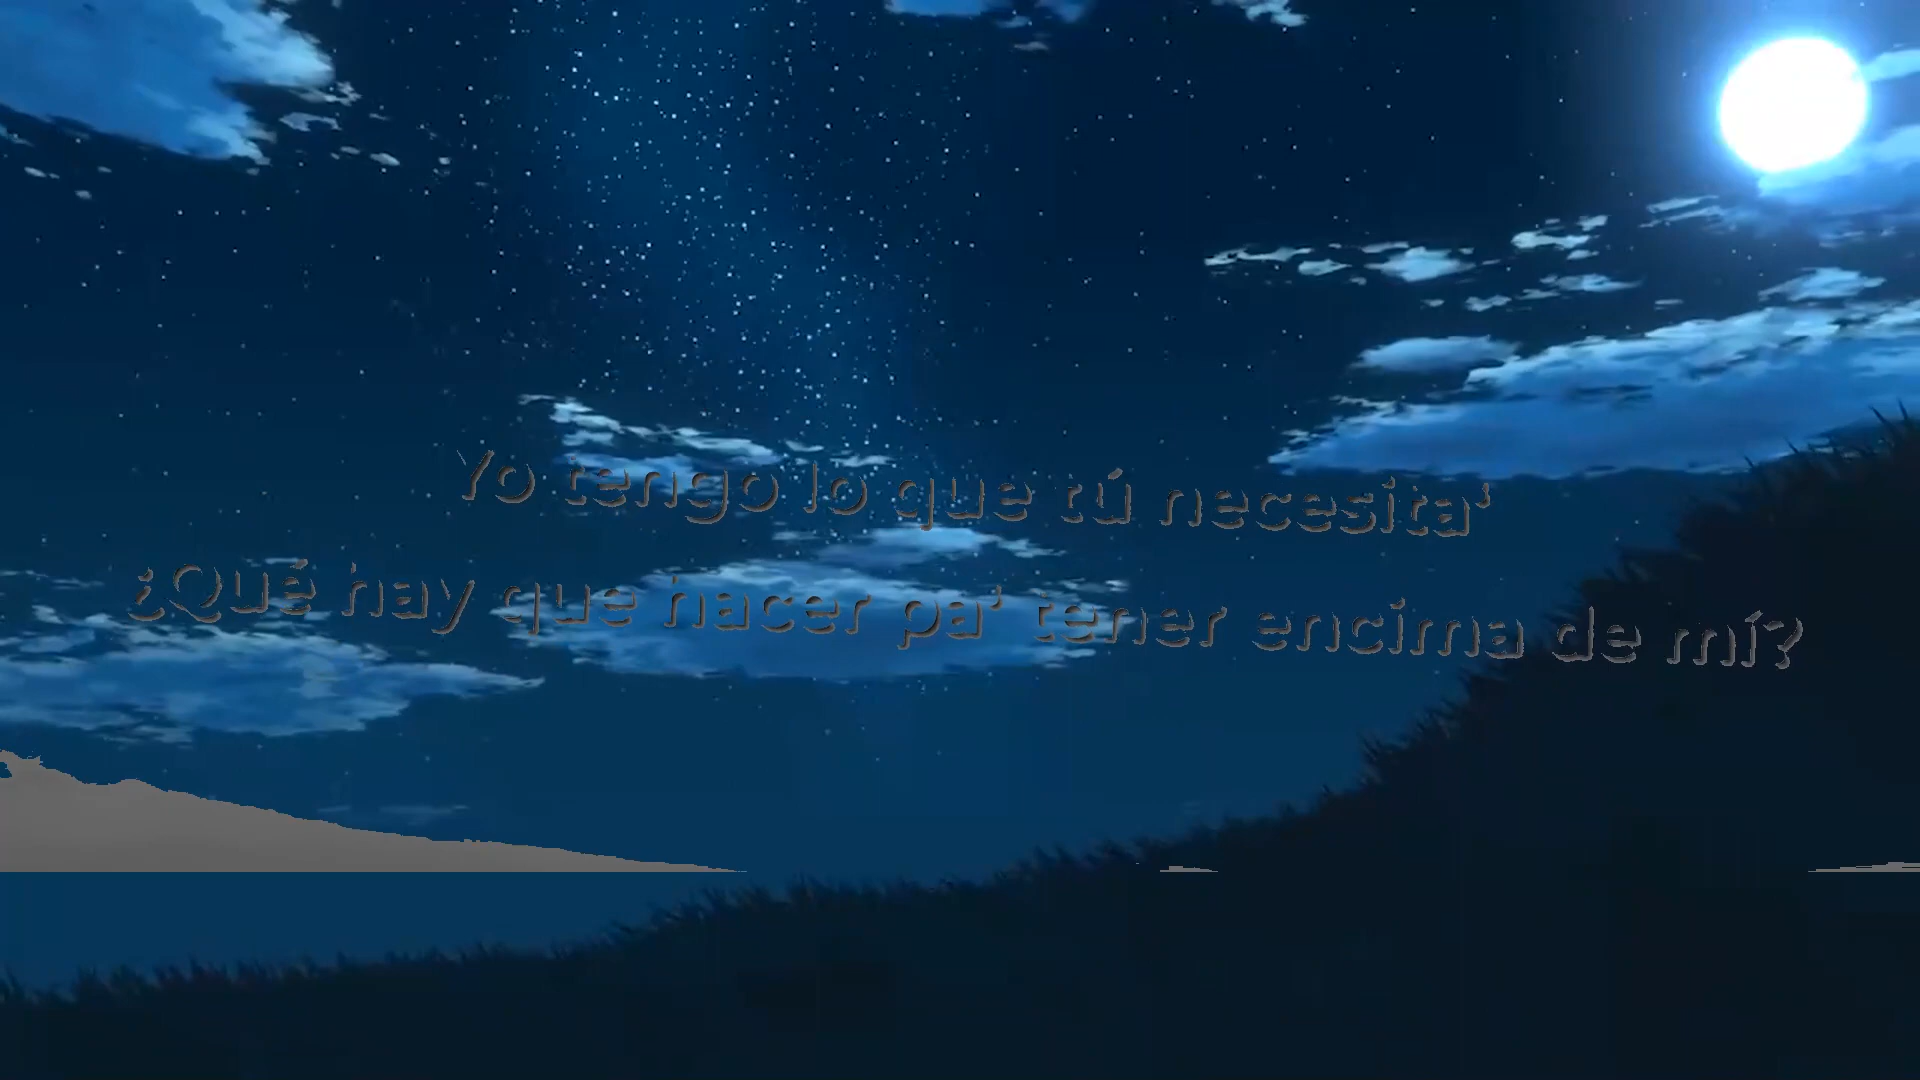 Yo tengo lo que tú necesita'
¿Qué hay que hacer pa' tener encima de mí?